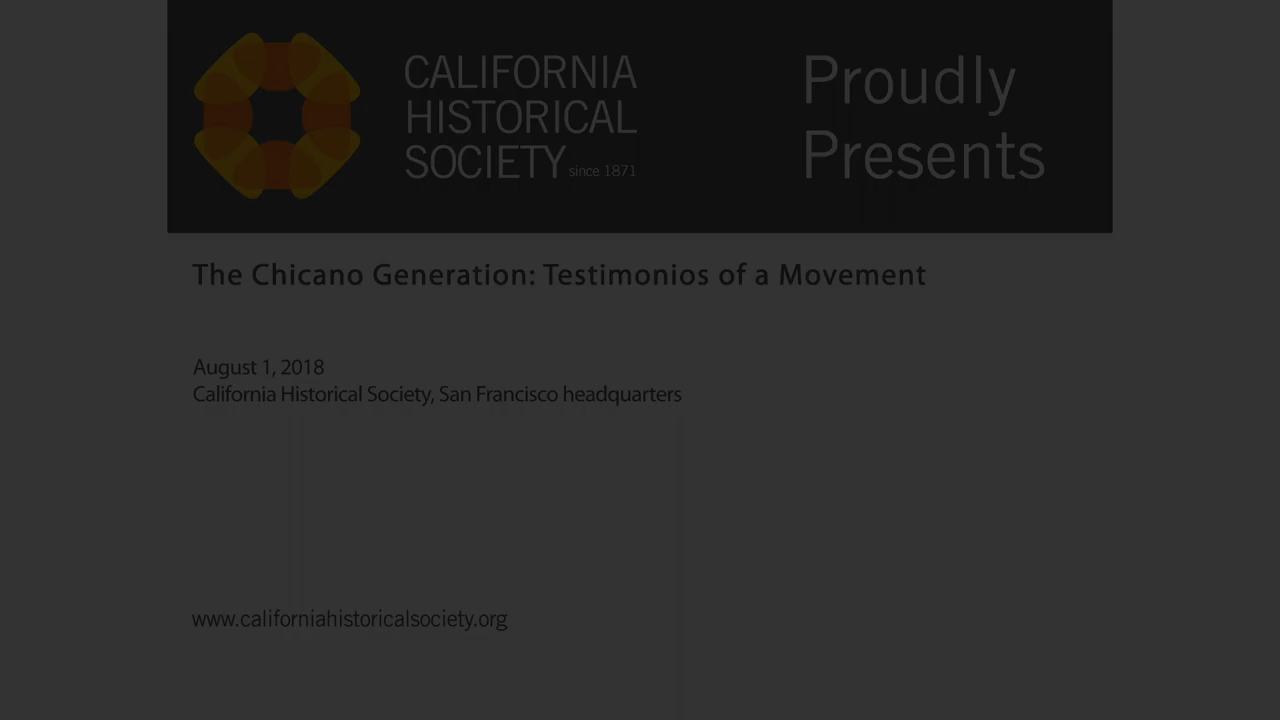 CALIFORNIA
HISTORICAL
SOCIETY since 1871
Proudly
Presents
The Chicano Generation: Testimonios of a Movement
August 1, 2018
California Historical Society, San Francisco headquarters
www.californiahistoricalsociety.org